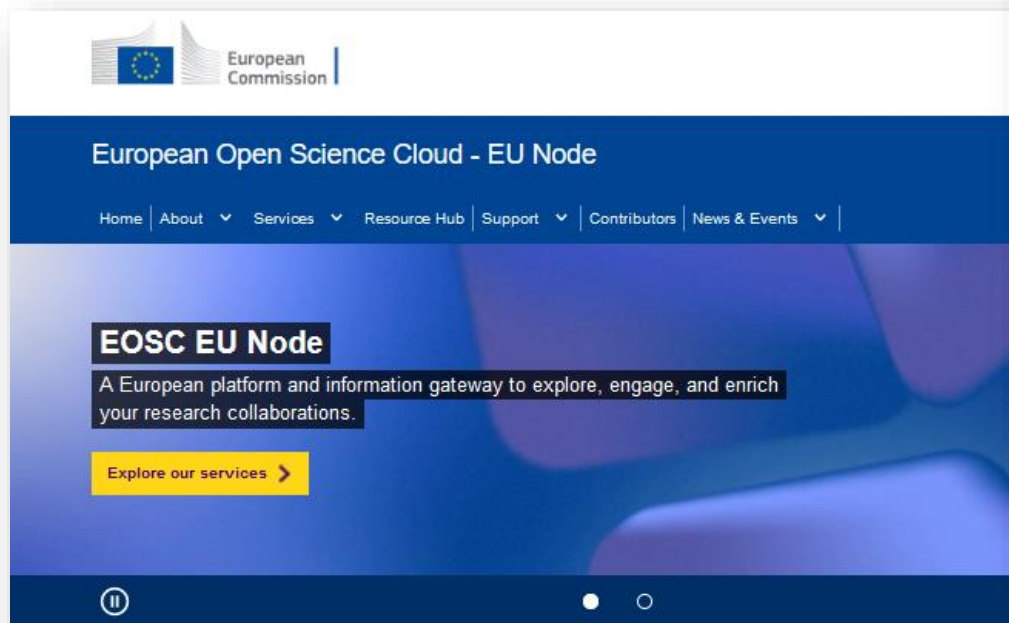 European
Commission
European Open Science Cloud - EU Node
Home About Services Resource Hub Support Contributors News & Events
EOSC EU Node
A European platform and information gateway to explore, engage, and enrich
your research collaborations.
Explore our services